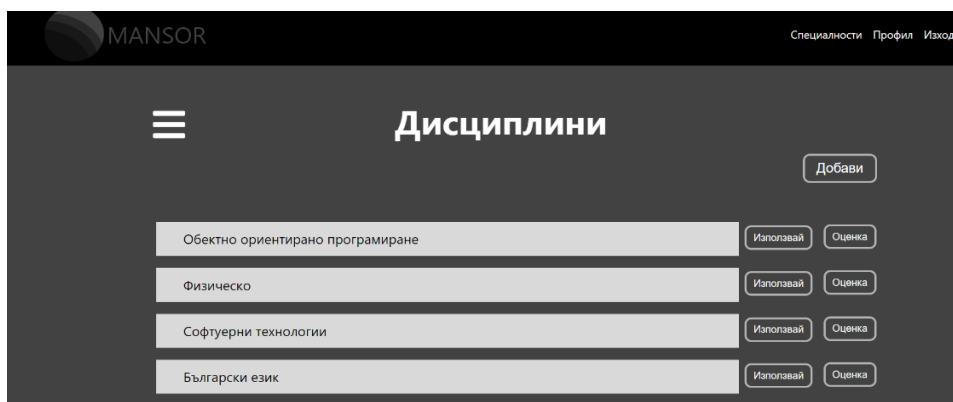 MANSOR
Специалности Профил Изход
Дисциплини
Добави
Обектно ориентирано програмиране Използвай Оценка
Физическо Използвай Оценка
Софтуерни технологии Използвай Оценка
Български език Използвай Оценка